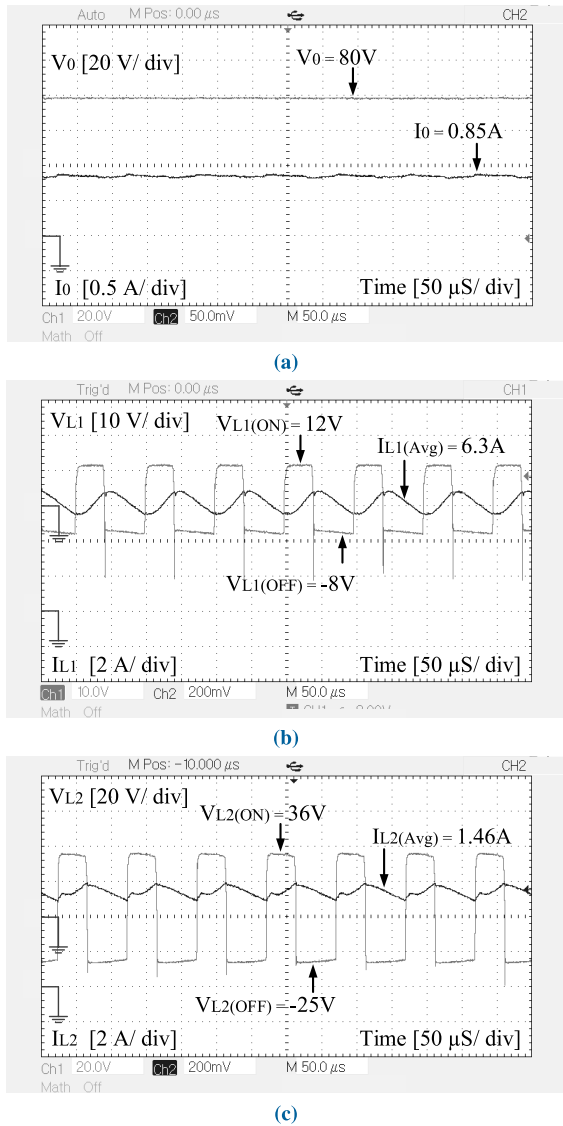 Auto M Pos: 0.00 µs CH2
V0 [20 V/ div] V0 = 80V
I0 = 0.85A
I0 [0.5 A/ div] Time [50 µS/ div]
Ch1 20.0V Ch2 50.0mV M 50.0 µs
Math Off
(a)
Trig'd M Pos: 0.00 µs CH1
VL1 [10 V/ div] VL1(ON) = 12V
IL1(Avg) = 6.3A
VL1(OFF) = -8V
IL1 [2 A/ div] Time [50 µS/ div]
Ch1 10.0V Ch2 200mV M 50.0 µs
Math Off
(b)
Trig'd M Pos: -10.000 µs CH2
VL2 [20 V/ div]
VL2(ON) = 36V
IL2(Avg) = 1.46A
VL2(OFF) = -25V
IL2 [2 A/ div] Time [50 µS/ div]
Ch1 20.0V Ch2 200mV M 50.0 µs
Math Off
(c)